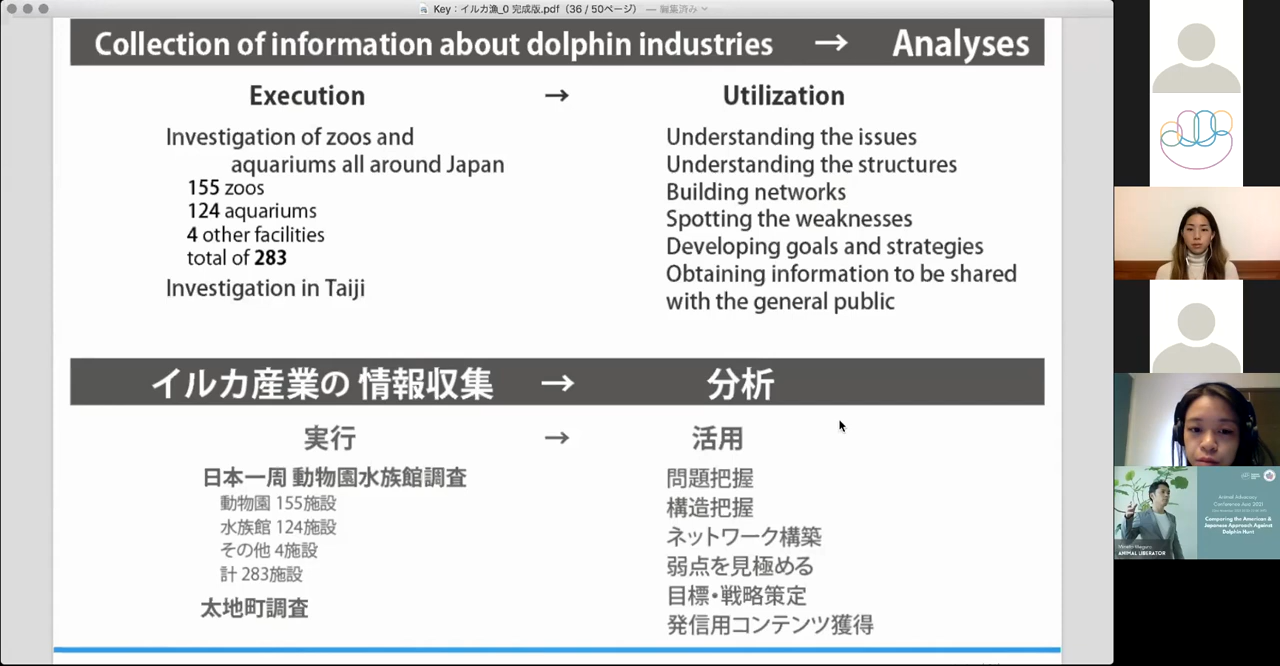 Key：イルカ漁_0 完成版.pdf（36 / 50ページ） — 編集済み
Collection of information about dolphin industries → Analyses
Execution → Utilization
Investigation of zoos and
aquariums all around Japan
155 zoos
124 aquariums
4 other facilities
total of 283
Investigation in Taiji
Understanding the issues
Understanding the structures
Building networks
Spotting the weaknesses
Developing goals and strategies
Obtaining information to be shared
with the general public
イルカ産業の 情報収集 → 分析
実行 → 活用
日本一周 動物園水族館調査
動物園 155施設
水族館 124施設
その他 4施設
計 283施設
太地町調査
問題把握
構造把握
ネットワーク構築
弱点を見極める
目標・戦略策定
発信用コンテンツ獲得
Animal Advocacy
Conference Asia 2021
Comparing the American &
Japanese Approach Against
Dolphin Hunt
ANIMAL LIBERATOR